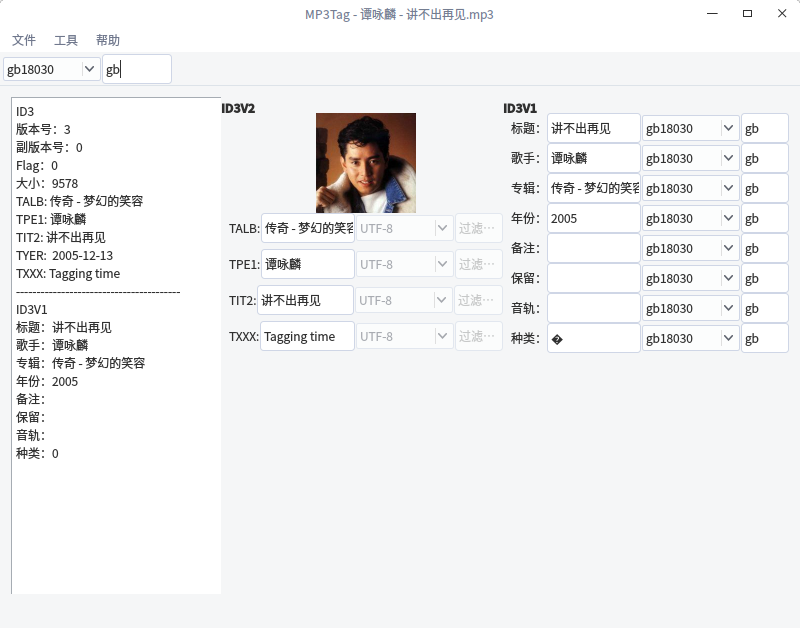 MP3Tag - 谭咏麟 - 讲不出再见.mp3
文件 工具 帮助
gb18030 gb
ID3
版本号：3
副版本号：0
Flag：0
大小：9578
TALB: 传奇 - 梦幻的笑容
TPE1: 谭咏麟
TIT2: 讲不出再见
TYER: 2005-12-13
TXXX: Tagging time
----------------------------------------
ID3V1
标题：讲不出再见
歌手：谭咏麟
专辑：传奇 - 梦幻的笑容
年份：2005
备注：
保留：
音轨：
种类：0
ID3V2
TALB: 传奇 - 梦幻的笑容 UTF-8 过滤…
TPE1: 谭咏麟 UTF-8 过滤…
TIT2: 讲不出再见 UTF-8 过滤…
TXXX: Tagging time UTF-8 过滤…
ID3V1
标题： 讲不出再见 gb18030 gb
歌手： 谭咏麟 gb18030 gb
专辑： 传奇 - 梦幻的笑容 gb18030 gb
年份： 2005 gb18030 gb
备注： gb18030 gb
保留： gb18030 gb
音轨： gb18030 gb
种类： � gb18030 gb